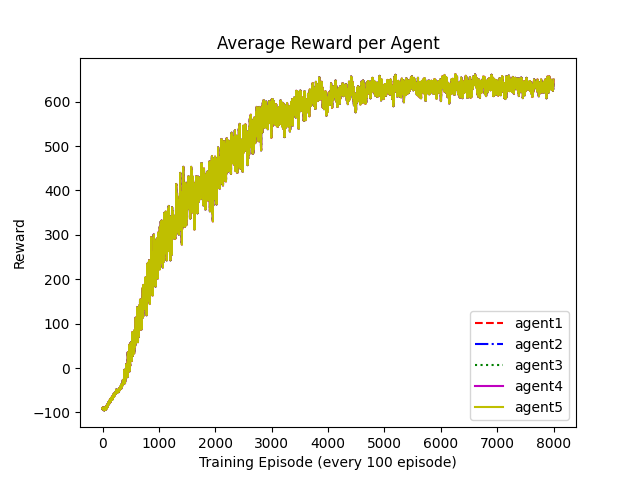 Average Reward per Agent
Reward
600
500
400
300
200
100
0
−100
0 1000 2000 3000 4000 5000 6000 7000 8000
Training Episode (every 100 episode)
agent1
agent2
agent3
agent4
agent5